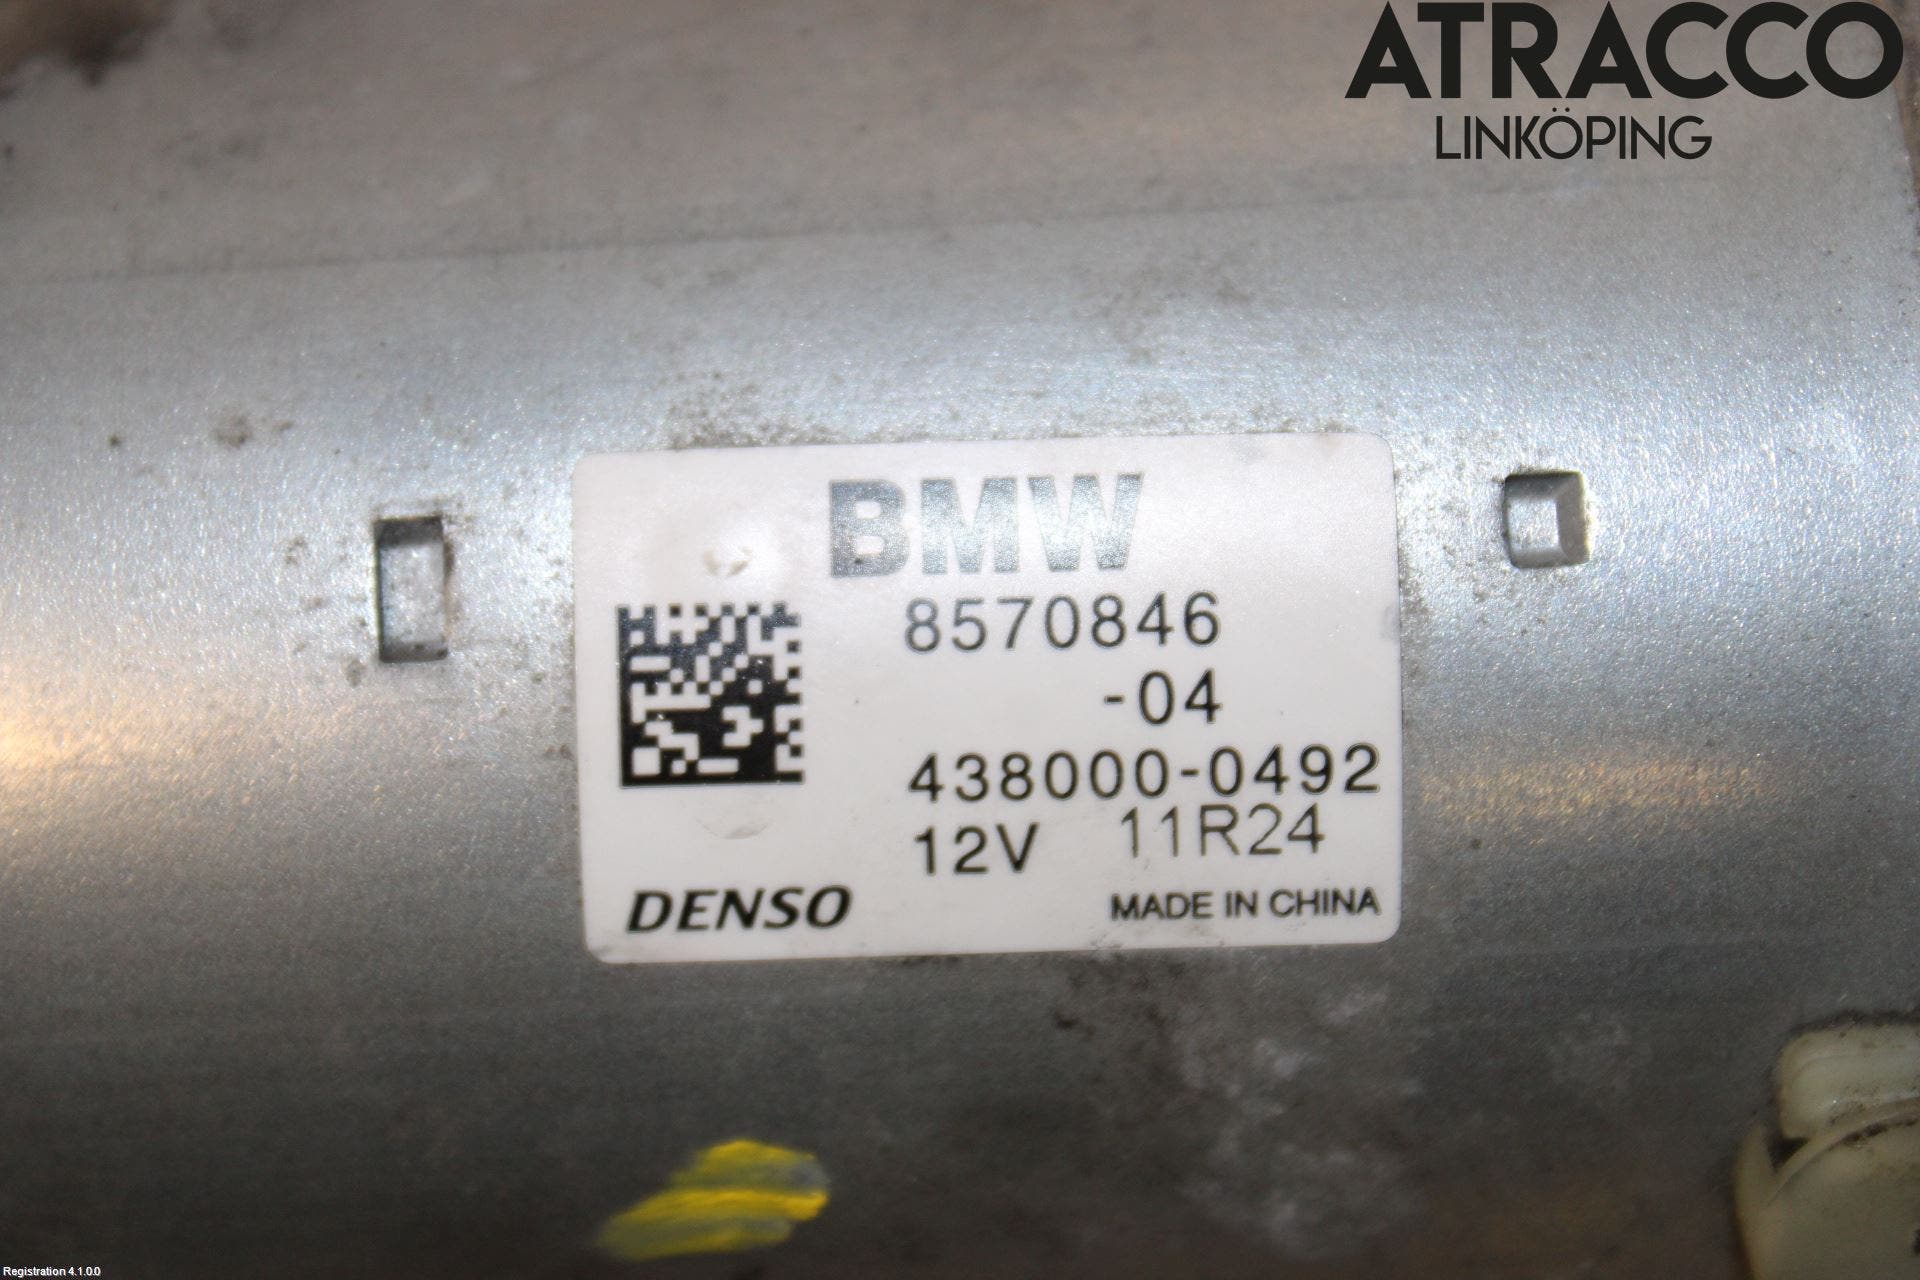 ATRACCO
LINKÖPING
BMW
8570846
-04
438000-0492
12V 11R24
DENSO MADE IN CHINA
Registration 4.1.0.0